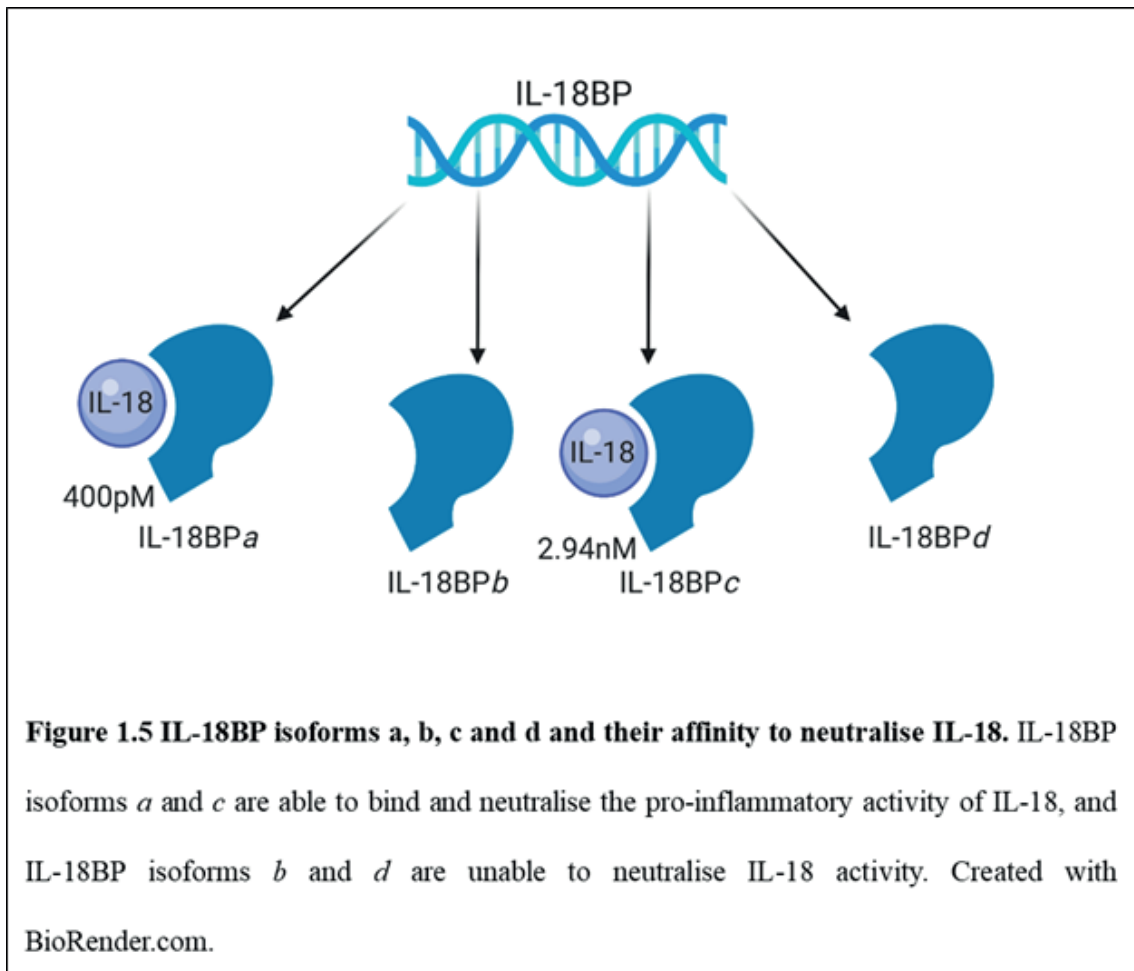 IL-18BP
IL-18
IL-18
400pM
2.94nM
IL-18BPa
IL-18BPb
IL-18BPc
IL-18BPd
Figure 1.5 IL-18BP isoforms a, b, c and d and their affinity to neutralise IL-18. IL-18BP
isoforms a and c are able to bind and neutralise the pro-inflammatory activity of IL-18, and
IL-18BP isoforms b and d are unable to neutralise IL-18 activity. Created with
BioRender.com.